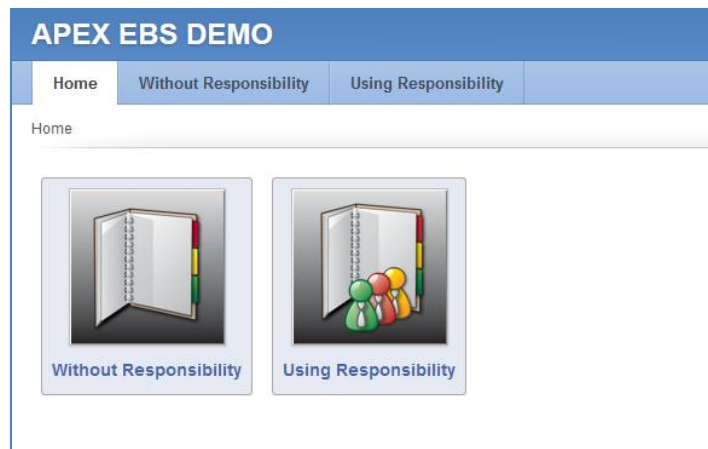 APEX EBS DEMO
Home Without Responsibility Using Responsibility
Home
Without Responsibility Using Responsibility